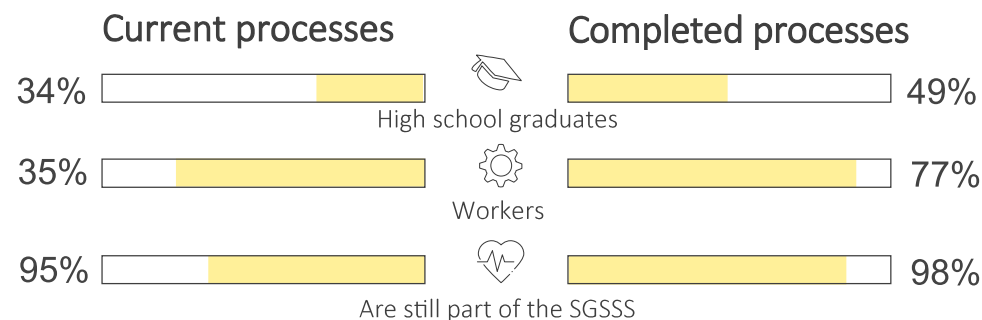 Current processes Completed processes
34% 49%
High school graduates
35% 77%
Workers
95% 98%
Are still part of the SGSSS